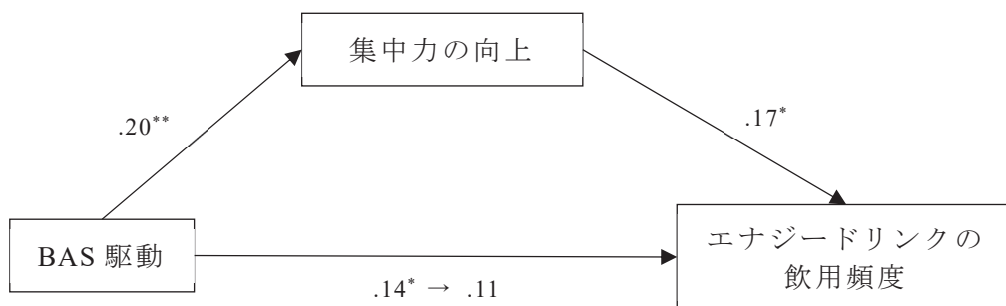 集中力の向上
.20**
.17*
BAS 駆動
エナジードリンクの
飲用頻度
.14* → .11